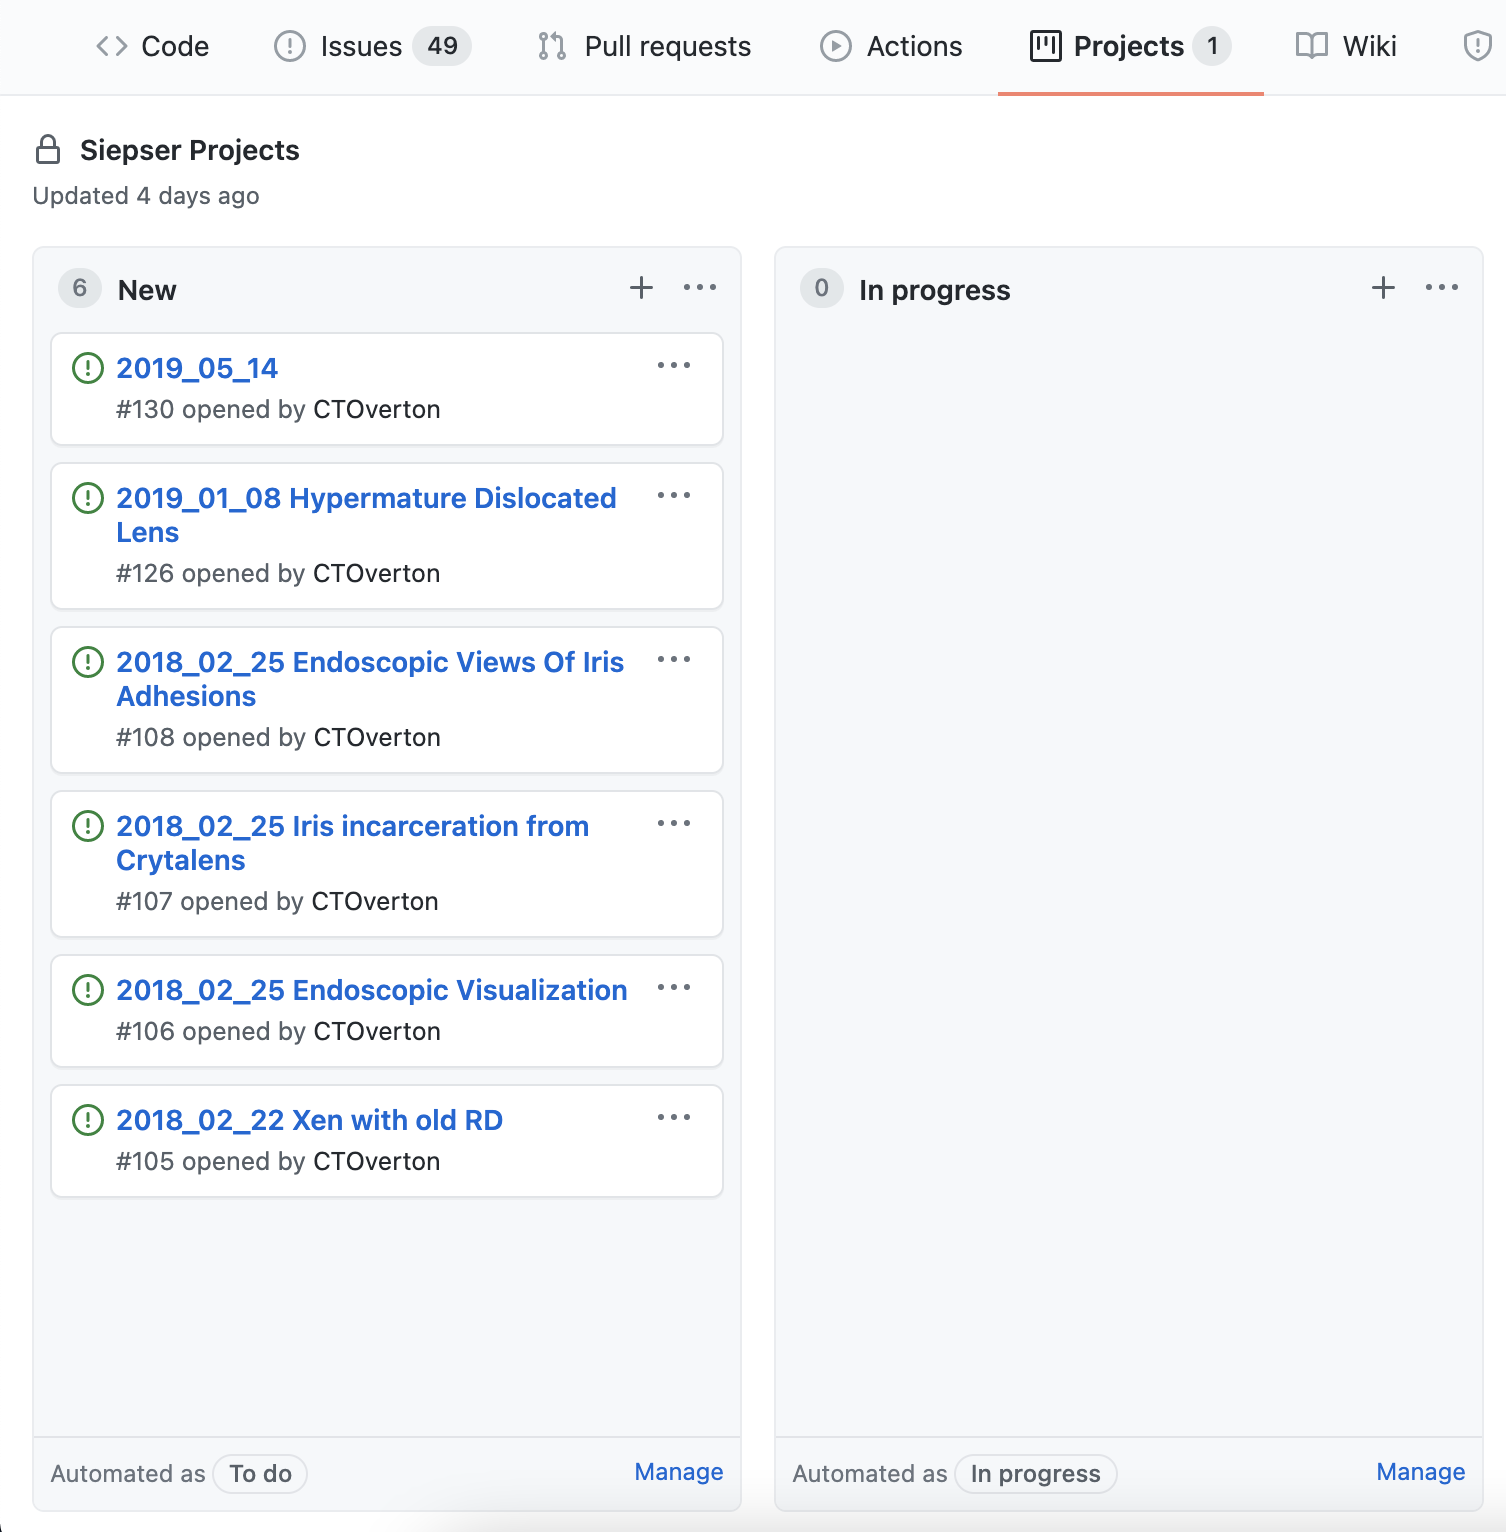 Code Issues 49 Pull requests Actions Projects 1 Wiki
Siepser Projects
Updated 4 days ago
6 New
2019_05_14
#130 opened by CTOverton
2019_01_08 Hypermature Dislocated
Lens
#126 opened by CTOverton
2018_02_25 Endoscopic Views Of Iris
Adhesions
#108 opened by CTOverton
2018_02_25 Iris incarceration from
Crytalens
#107 opened by CTOverton
2018_02_25 Endoscopic Visualization
#106 opened by CTOverton
2018_02_22 Xen with old RD
#105 opened by CTOverton
Automated as To do Manage
0 In progress
Automated as In progress Manage